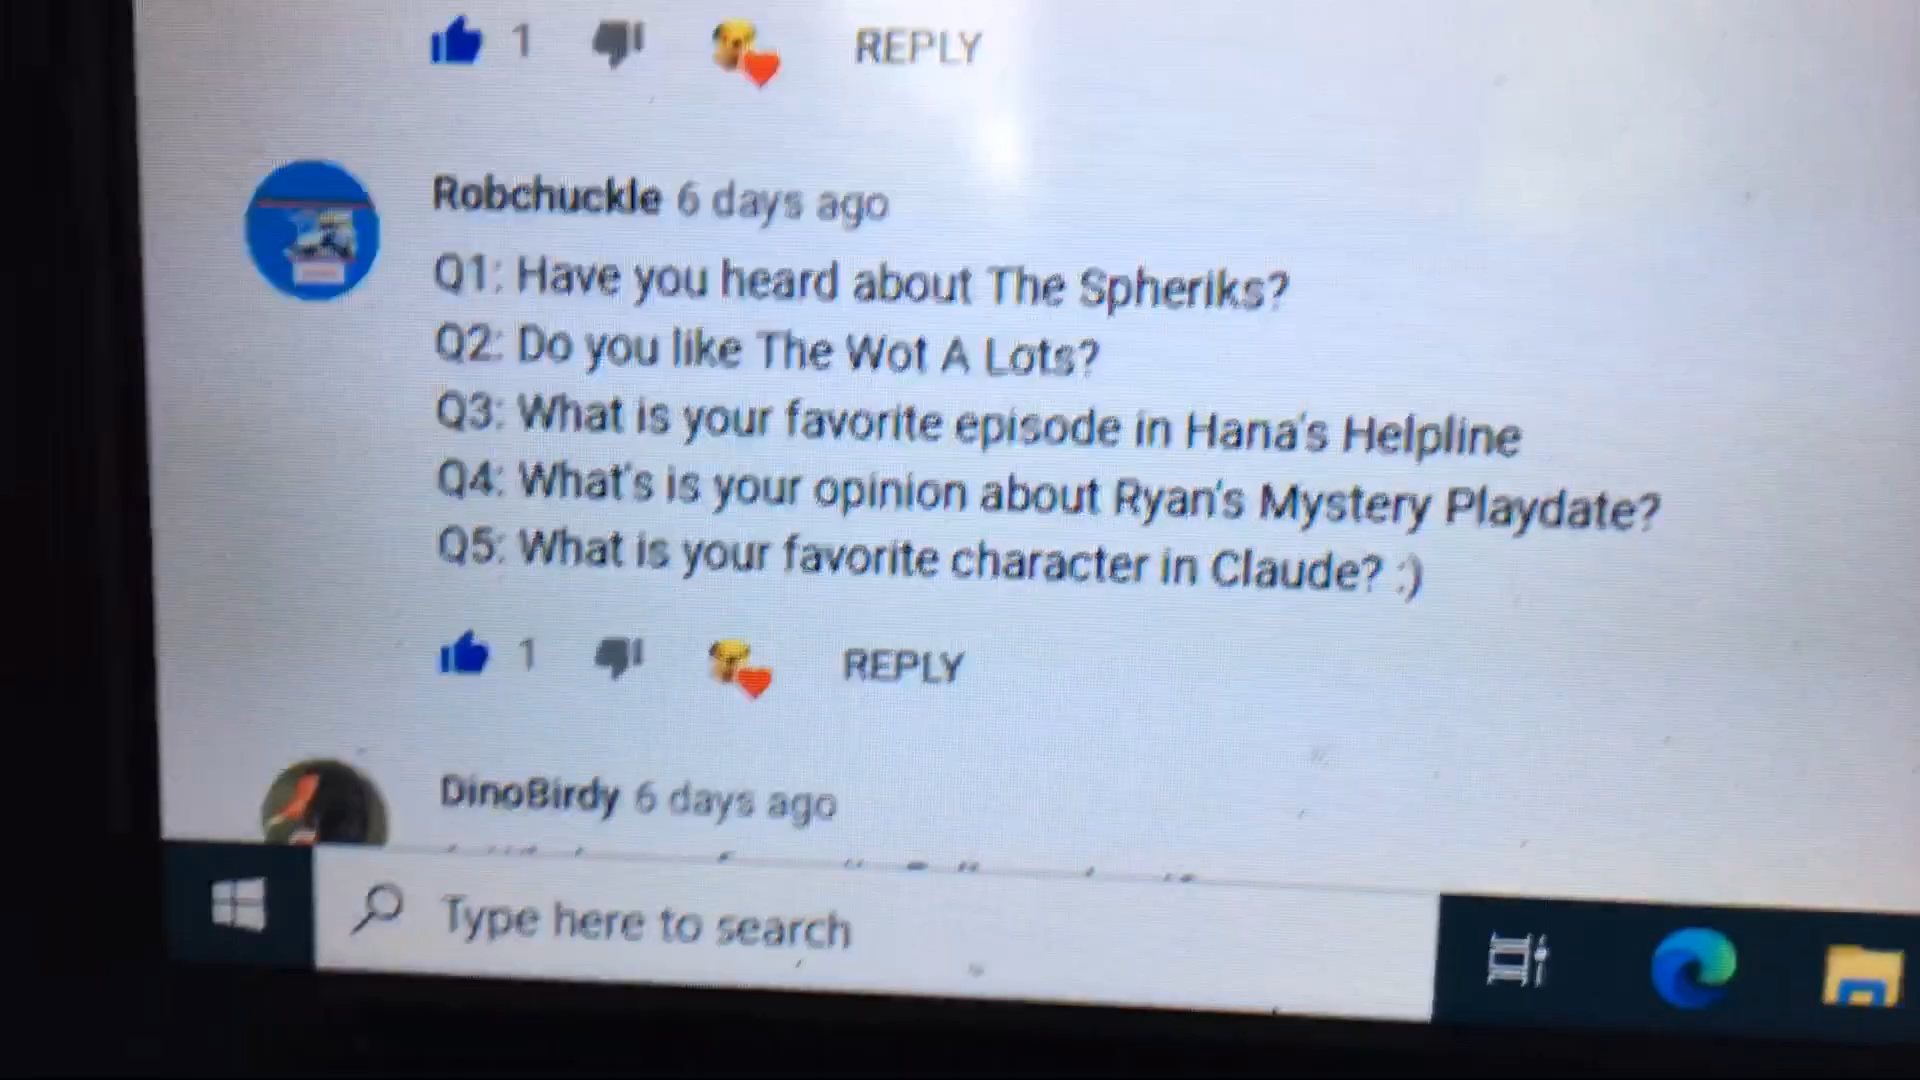 1 REPLY
Robchuckle 6 days ago
Q1: Have you heard about The Spheriks?
Q2: Do you like The Wot A Lots?
Q3: What is your favorite episode in Hana's Helpline
Q4: What's is your opinion about Ryan's Mystery Playdate?
Q5: What is your favorite character in Claude? :)
1 REPLY
DinoBirdy 6 days ago
Type here to search